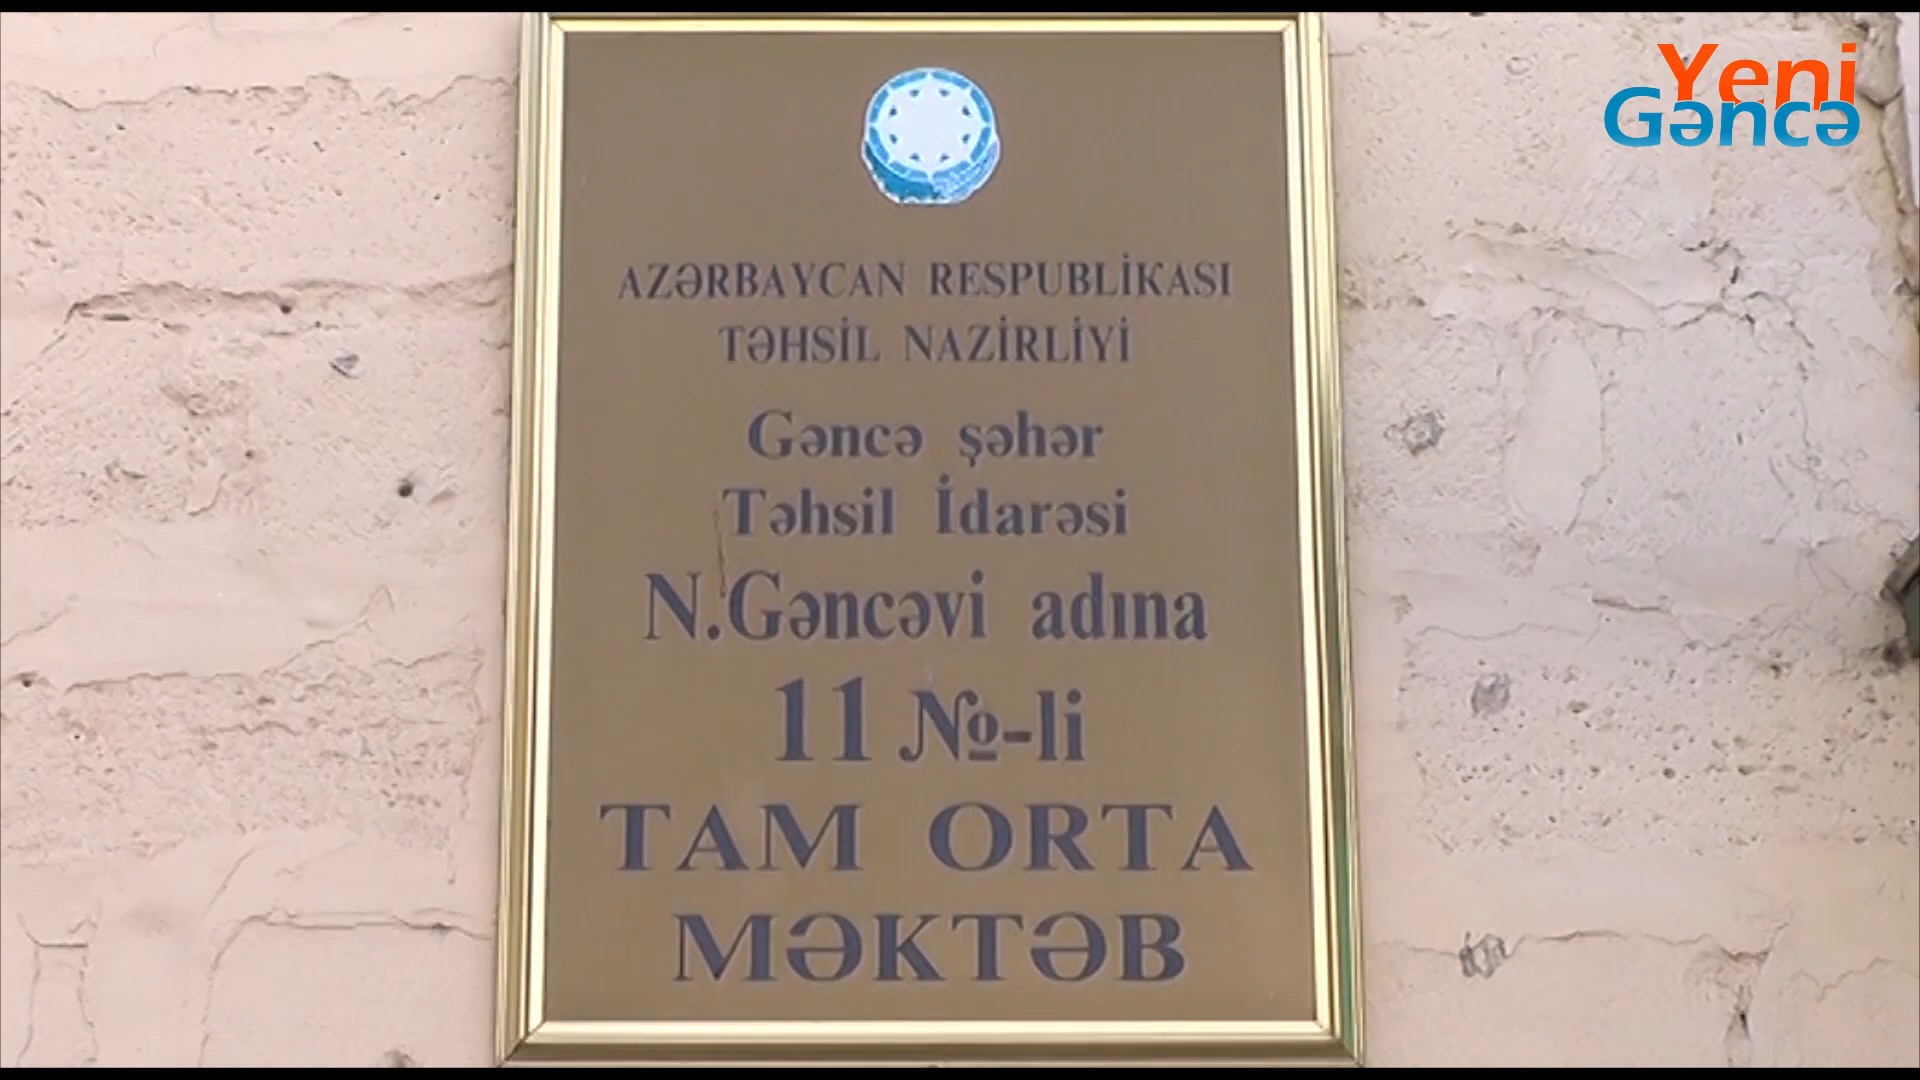 Yeni
Gəncə
AZƏRBAYCAN RESPUBLİKASI
TƏHSİL NAZİRLİYİ
Gəncə şəhər
Təhsil İdarəsi
N.Gəncəvi adına
11 №-li
TAM ORTA
MƏKTƏB